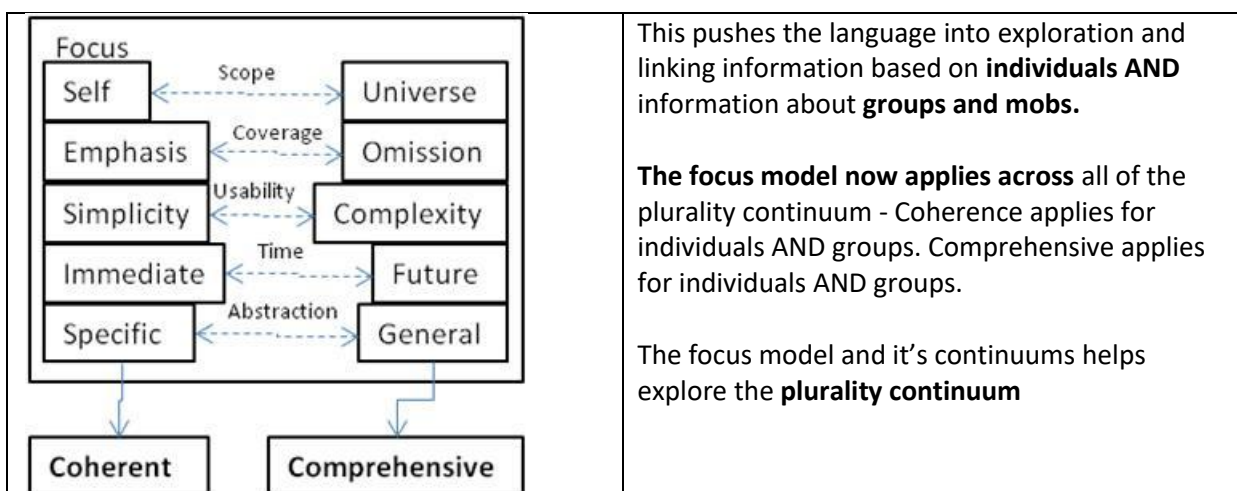 Focus
Scope
Self
Universe
Coverage
Emphasis
Omission
Usability
Simplicity
Complexity
Time
Immediate
Future
Abstraction
Specific
General
Coherent
Comprehensive
This pushes the language into exploration and
linking information based on individuals AND
information about groups and mobs.
The focus model now applies across all of the
plurality continuum - Coherence applies for
individuals AND groups. Comprehensive applies
for individuals AND groups.
The focus model and it’s continuums helps
explore the plurality continuum